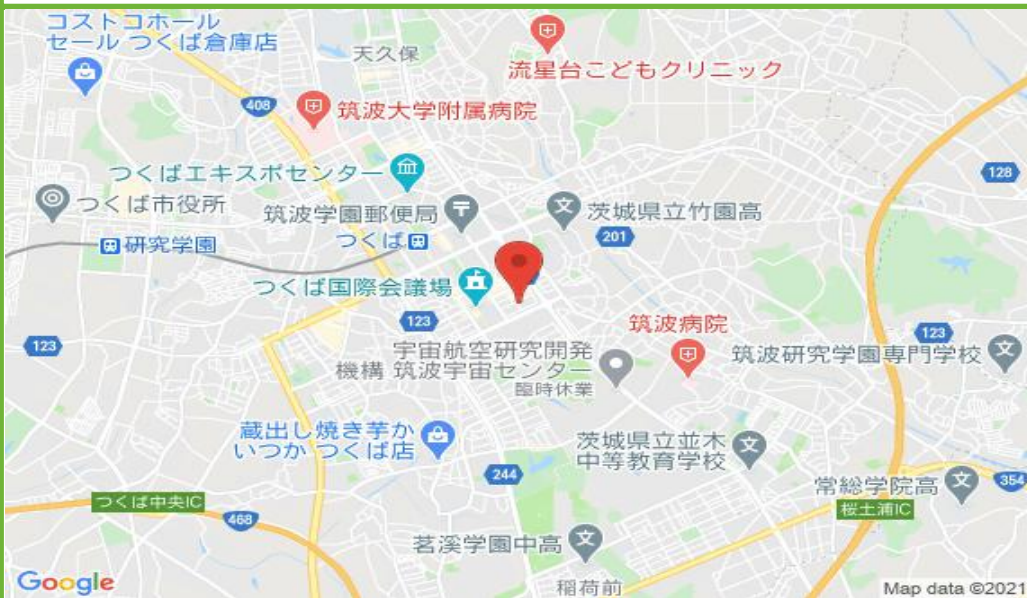 コストコホール
セール つくば倉庫店
天久保
流星台こどもクリニック
408
筑波大学附属病院
つくばエキスポセンター
128
つくば市役所
筑波学園郵便局
茨城県立竹園高
研究学園
つくば
201
つくば国際会議場
123
筑波病院
123
123
宇宙航空研究開発
機構 筑波宇宙センター
臨時休業
筑波研究学園専門学校
蔵出し焼き芋か
いつか つくば店
茨城県立並木
中等教育学校
244
常総学院高
354
つくば中央IC
桜土浦IC
468
茗溪学園中高
稲荷前
Google
Map data ©2021